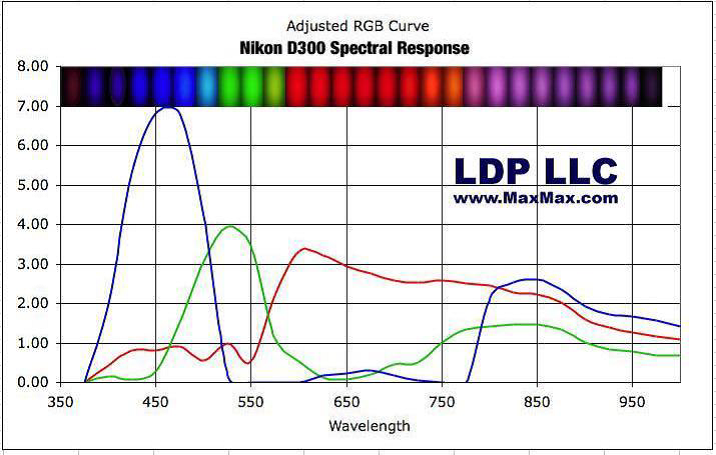 Adjusted RGB Curve
Nikon D300 Spectral Response
8.00
7.00
6.00
5.00
4.00
3.00
2.00
1.00
0.00
LDP LLC
www.MaxMax.com
350 450 550 650 750 850 950
Wavelength